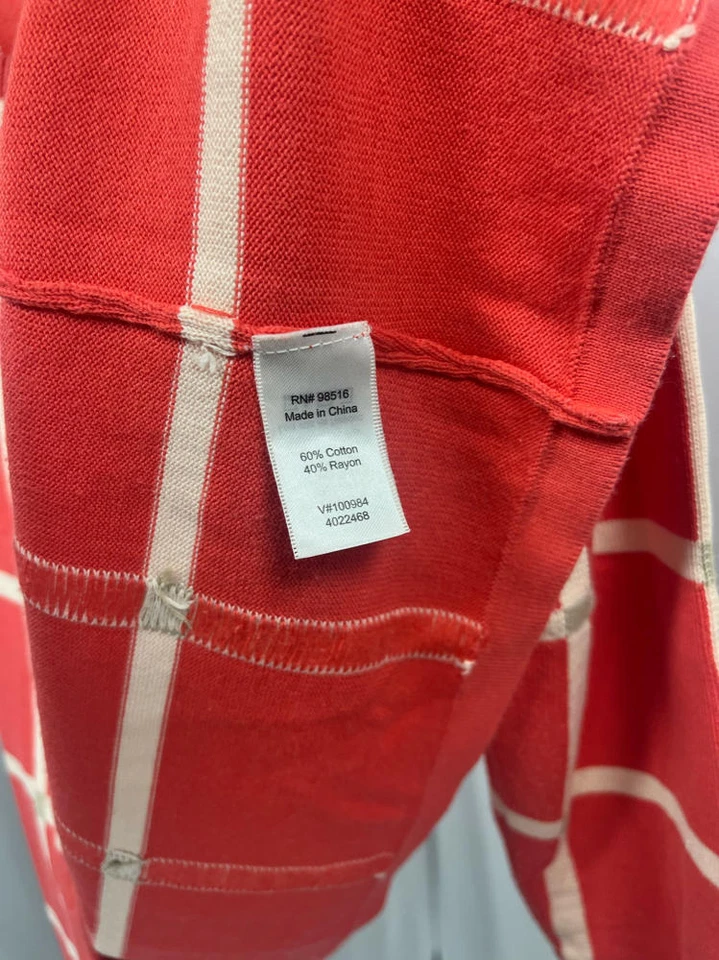 RN# 98516
Made in China
60% Cotton
40% Rayon
V#100984
4022468